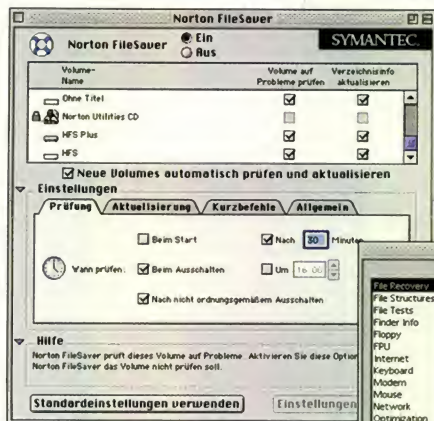 Norton FileSaver
Norton FileSaver
Ein
Aus
SYMANTEC.
Volume-
Name
Volume auf
Probleme prüfen
Verzeichnisinfo
aktualisieren
Ohne Titel
Norton Utilities CD
HFS Plus
HFS
Neue Volumes automatisch prüfen und aktualisieren
Einstellungen
Prüfung
Aktualisierung
Kurzbefehle
Allgemein
Beim Start
Nach 30 Minuten
Wann prüfen:
Beim Ausschalten
Um 16:00
Nach nicht ordnungsgemäßem Ausschalten
Hilfe
Norton FileSaver prüft dieses Volume auf Probleme. Aktivieren Sie diese Option
Norton FileSaver das Volume nicht prüfen soll.
Standardeinstellungen verwenden
Einstellungen
File Recovery
File Structures
File Tests
Finder Info
Floppy
FPU
Internet
Keyboard
Modem
Mouse
Network
Optimization